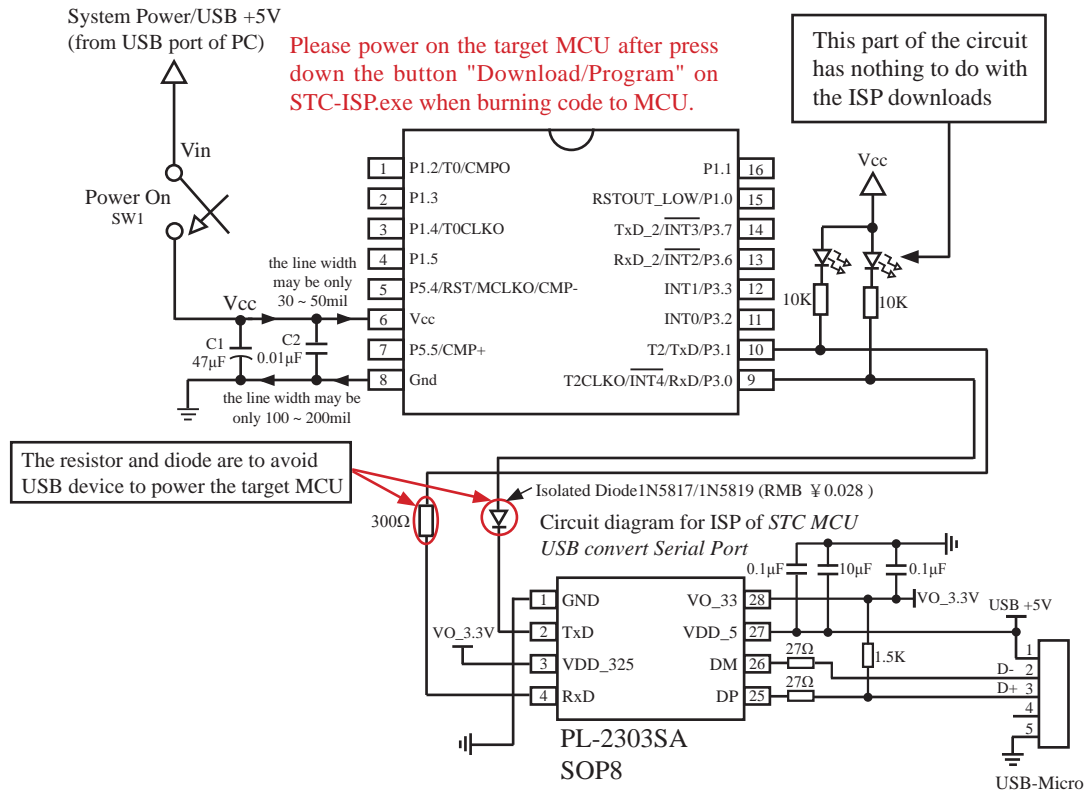 System Power/USB +5V
(from USB port of PC)
Please power on the target MCU after press
down the button "Download/Program" on
STC-ISP.exe when burning code to MCU.
This part of the circuit
has nothing to do with
the ISP downloads
Vin
Power On
SW1
Vcc
the line width
may be only
30 ~ 50mil
C1
47µF
C2
0.01µF
the line width may be
only 100 ~ 200mil
1 P1.2/T0/CMPO
2 P1.3
3 P1.4/T0CLKO
4 P1.5
5 P5.4/RST/MCLKO/CMP-
6 Vcc
7 P5.5/CMP+
8 Gnd
P1.1 16
RSTOUT_LOW/P1.0 15
TxD_2/INT3/P3.7 14
RxD_2/INT2/P3.6 13
INT1/P3.3 12
INT0/P3.2 11
T2/TxD/P3.1 10
T2CLKO/INT4/RxD/P3.0 9
Vcc
10K
10K
The resistor and diode are to avoid
USB device to power the target MCU
300Ω
Isolated Diode1N5817/1N5819 (RMB ¥0.028 )
Circuit diagram for ISP of STC MCU
USB convert Serial Port
0.1µF
10µF
0.1µF
VO_3.3V
USB +5V
VO_3.3V
1 GND
2 TxD
3 VDD_325
4 RxD
VO_33 28
VDD_5 27
DM 26
DP 25
27Ω
27Ω
1.5K
D-
D+
1
2
3
4
5
PL-2303SA
SOP8
USB-Micro